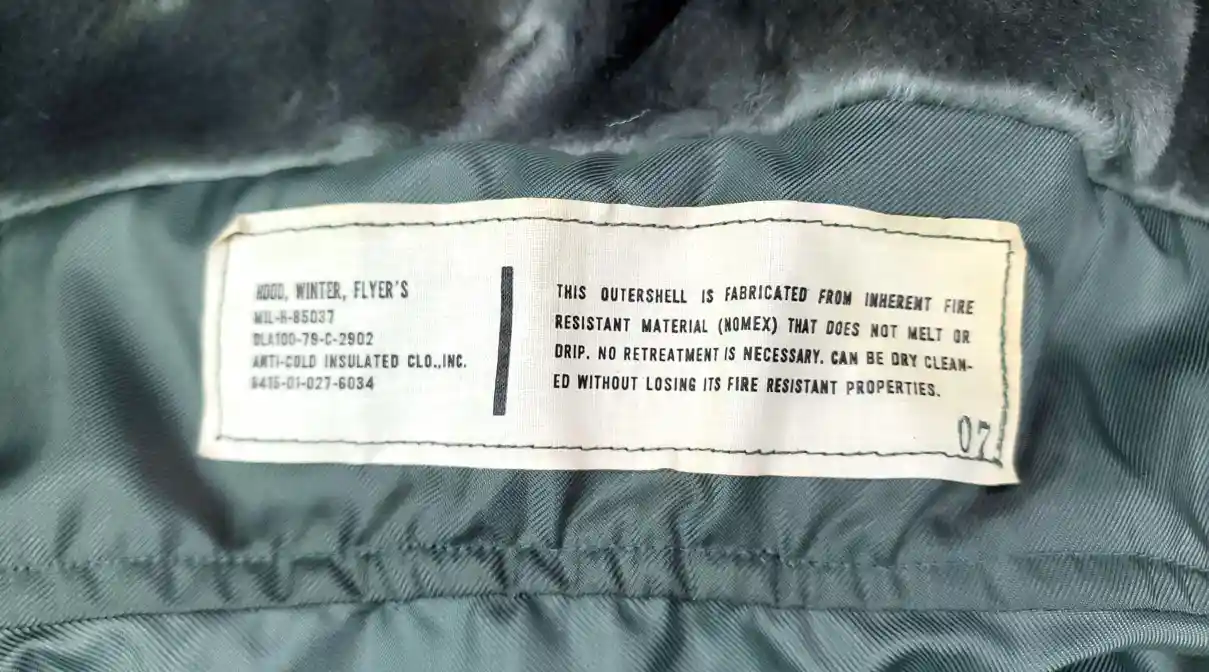 HOOD, WINTER, FLYER'S
MIL-H-85037
DLA100-79-C-2902
ANTI-COLD INSULATED CLO.,INC.
8415-01-027-6034
THIS OUTERSHELL IS FABRICATED FROM INHERENT FIRE
RESISTANT MATERIAL (NOMEX) THAT DOES NOT MELT OR
DRIP. NO RETREATMENT IS NECESSARY. CAN BE DRY CLEAN-
ED WITHOUT LOSING ITS FIRE RESISTANT PROPERTIES.
07